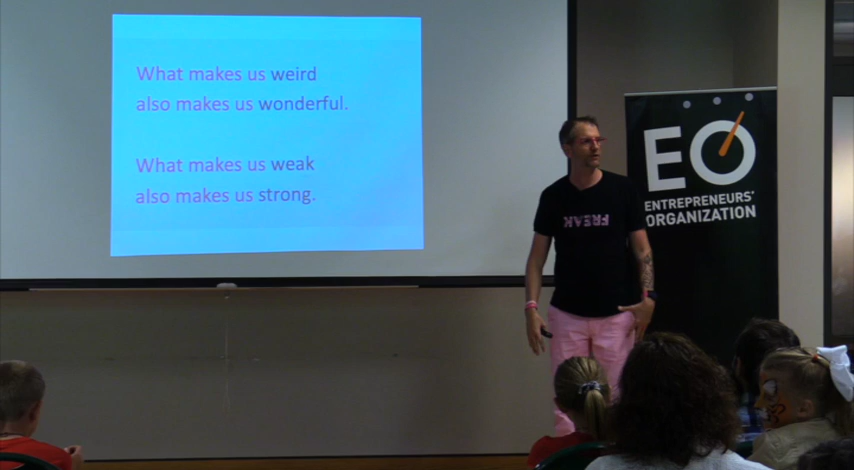 What makes us weird
also makes us wonderful.
What makes us weak
also makes us strong.
FREAK
EO
ENTREPRENEURS'
ORGANIZATION